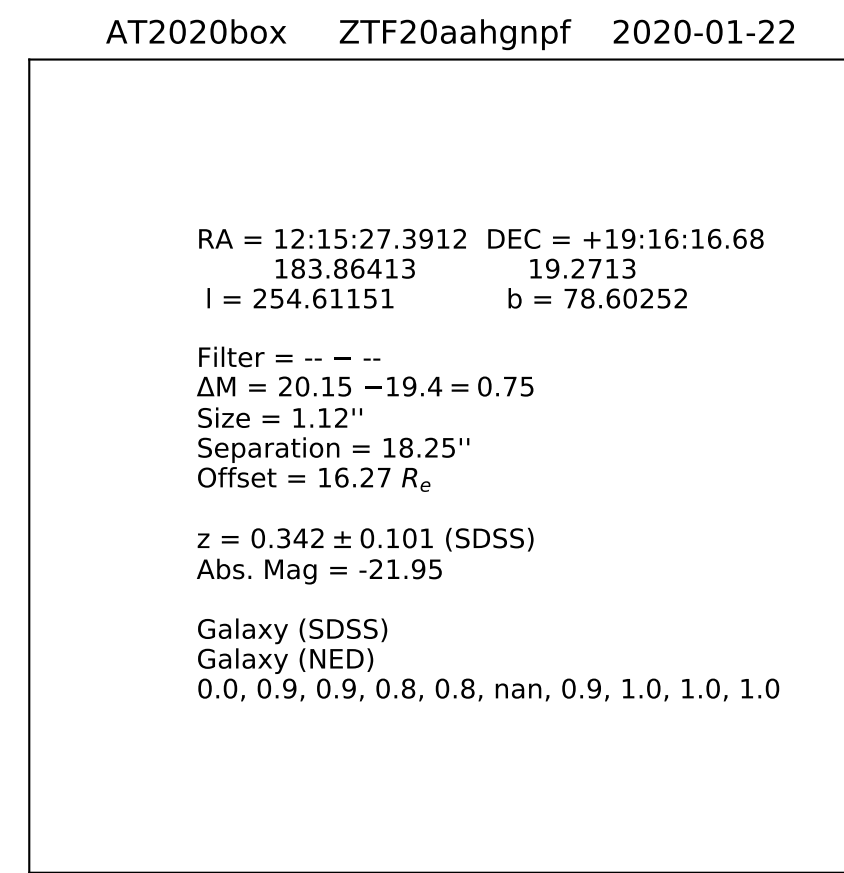 AT2020box ZTF20aahgnpf 2020-01-22
RA = 12:15:27.3912 DEC = +19:16:16.68
183.86413 19.2713
l = 254.61151 b = 78.60252
Filter = -- − --
ΔM = 20.15 −19.4 = 0.75
Size = 1.12''
Separation = 18.25''
Offset = 16.27 Rₑ
z = 0.342 ± 0.101 (SDSS)
Abs. Mag = -21.95
Galaxy (SDSS)
Galaxy (NED)
0.0, 0.9, 0.9, 0.8, 0.8, nan, 0.9, 1.0, 1.0, 1.0